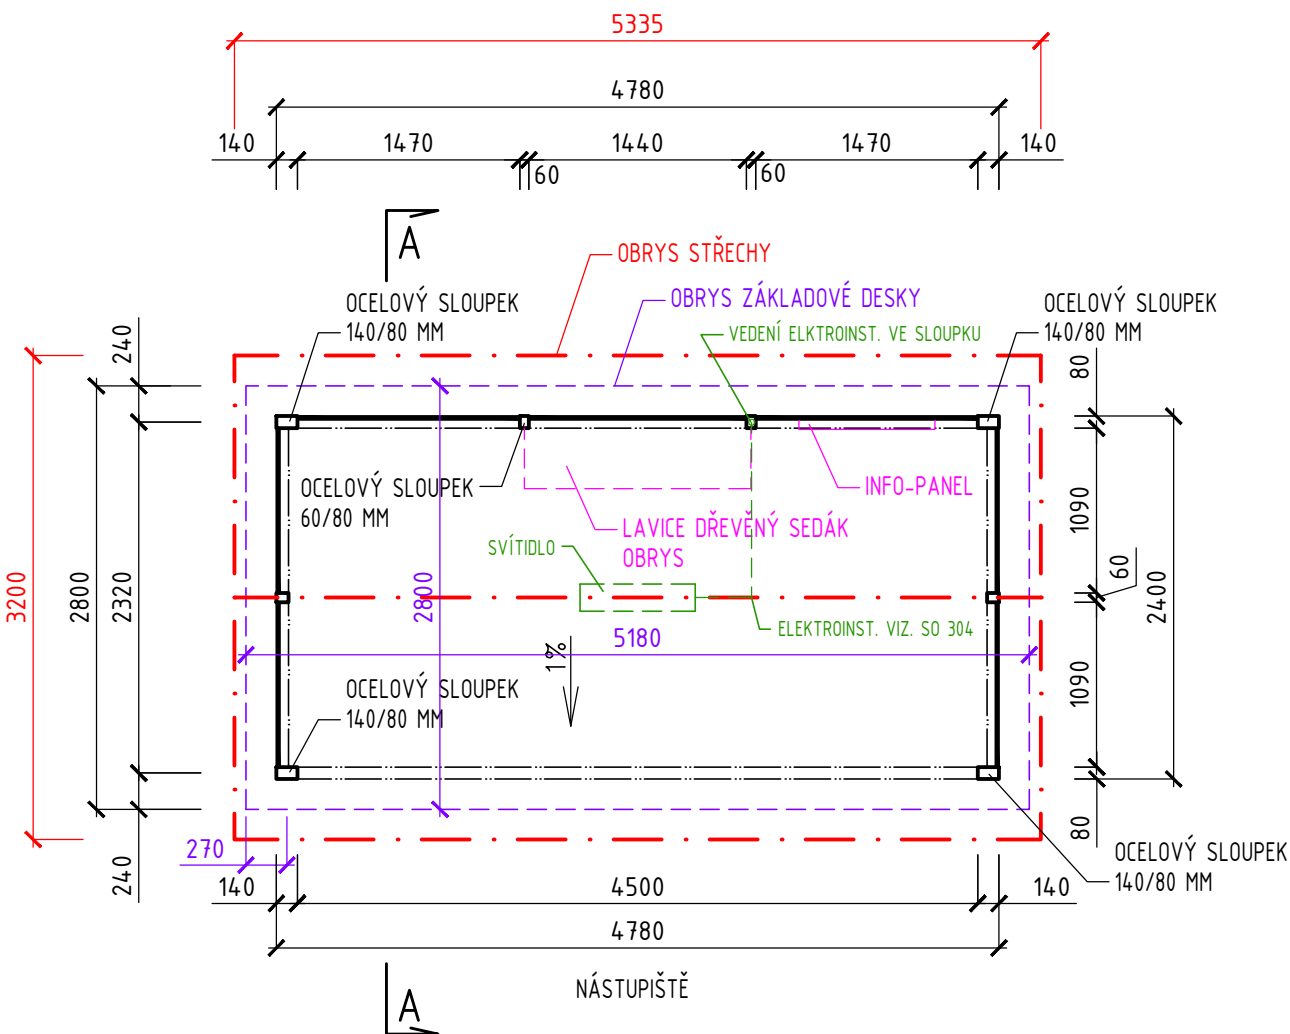 5335
4780
140
1470
1440
1470
140
60
60
A
OBRYS STŘECHY
OBRYS ZÁKLADOVÉ DESKY
OCELOVÝ SLOUPEK
140/80 MM
OCELOVÝ SLOUPEK
140/80 MM
VEDENÍ ELKTROINST. VE SLOUPKU
240
80
OCELOVÝ SLOUPEK
60/80 MM
INFO-PANEL
LAVICE DŘEVĚNÝ SEDÁK
OBRYS
SVÍTIDLO
1090
60
3200
2800
2320
2800
2400
ELEKTROINST. VIZ. SO 304
5180
1%
OCELOVÝ SLOUPEK
140/80 MM
1090
80
270
240
OCELOVÝ SLOUPEK
140/80 MM
140
4500
140
4780
NÁSTUPIŠTĚ
A